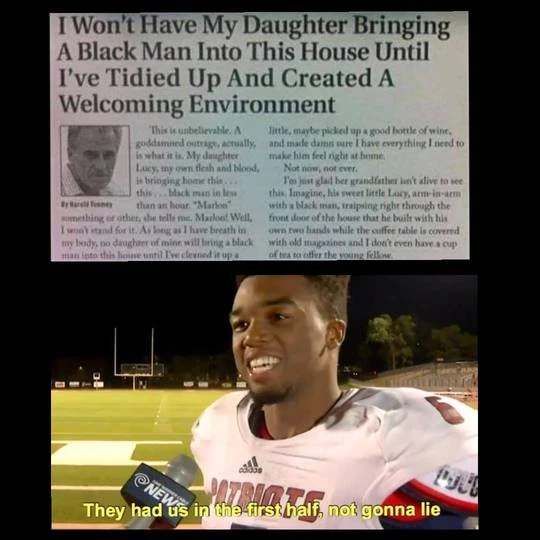 I Won't Have My Daughter Bringing
A Black Man Into This House Until
I've Tidied Up And Created A
Welcoming Environment
This is unbelievable. A
goddamned outrage, actually,
is what it is. My daughter
Lucy, my own flesh and blood,
is bringing home this . . .
this . . . black man in less
than an hour. "Marlon"
By Harold Toomey
something or other, she tells me. Marlon! Well,
I won't stand for it. As long as I have breath in
my body, no daughter of mine will bring a black
man into this house until I've cleaned it up a
little, maybe picked up a good bottle of wine,
and made damn sure I have everything I need to
make him feel right at home.
Not now, not ever.
I'm just glad her grandfather isn't alive to see
this. Imagine, his sweet little Lucy, arm-in-arm
with a black man, traipsing right through the
front door of the house that he built with his
own two hands while the coffee table is covered
with old magazines and I don't even have a cup
of tea to offer the young fellow.
adidas
PATRIOTS
NEWS
They had us in the first half, not gonna lie